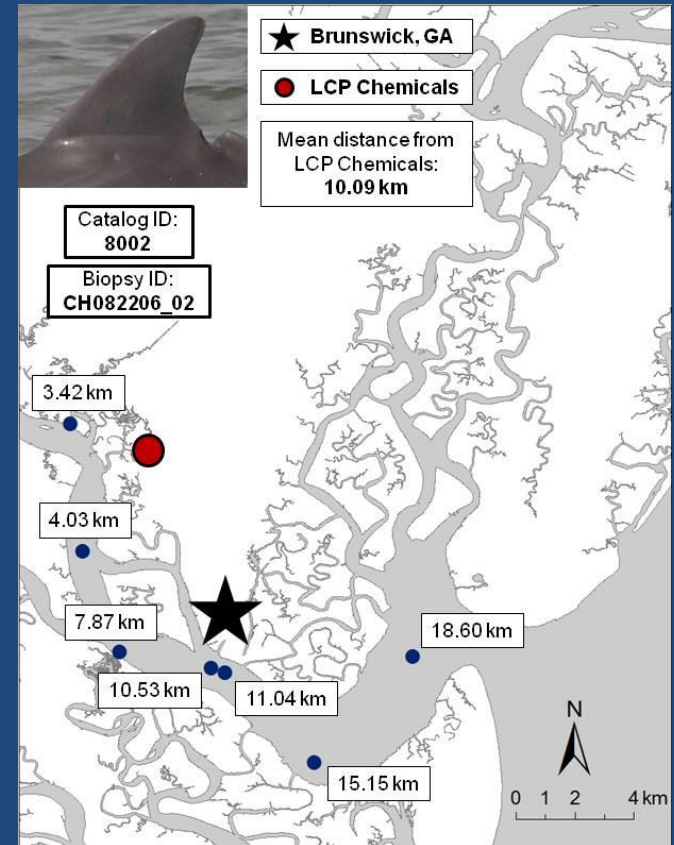 Brunswick, GA
LCP Chemicals
Mean distance from
LCP Chemicals:
10.09 km
Catalog ID:
8002
Biopsy ID:
CH082206_02
3.42 km
4.03 km
7.87 km
10.53 km
11.04 km
18.60 km
15.15 km
N
0 1 2 4 km